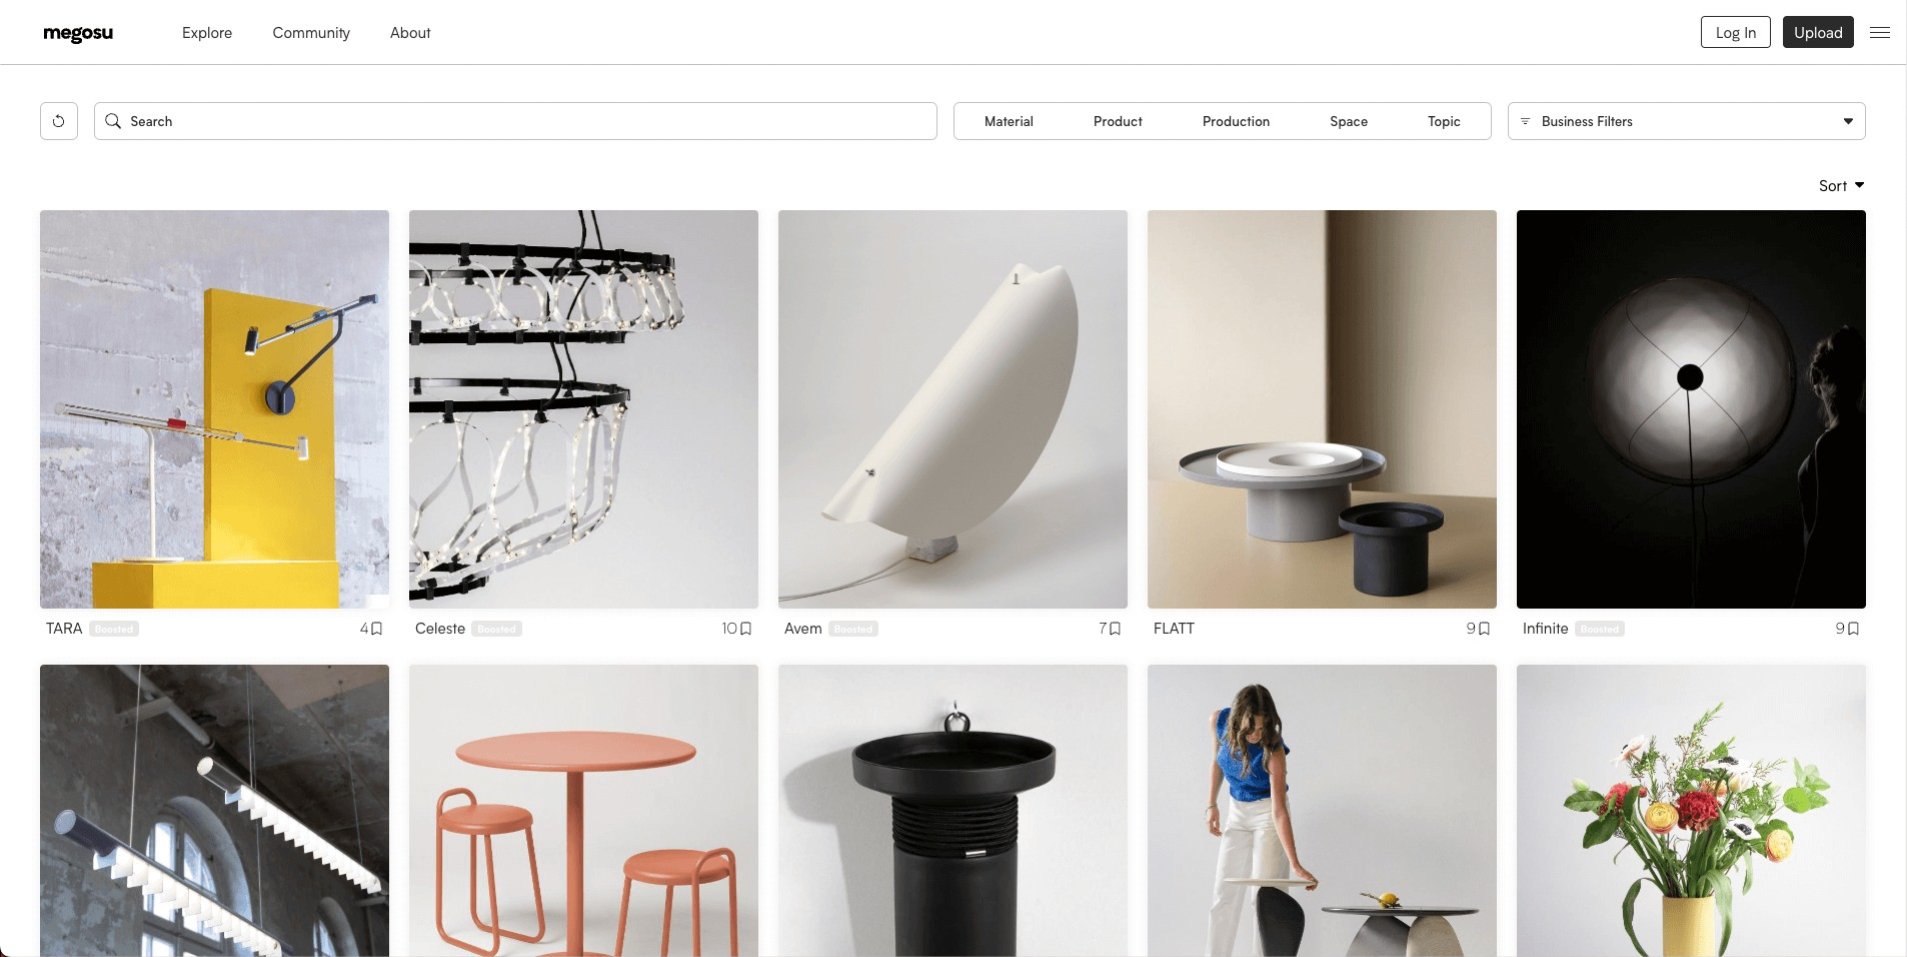 megosu Explore Community About Log In Upload
Search Material Product Production Space Topic Business Filters
Sort
TARA Boosted 4 Celeste Boosted 10 Avem Boosted 7 FLATT 9 Infinite Boosted 9